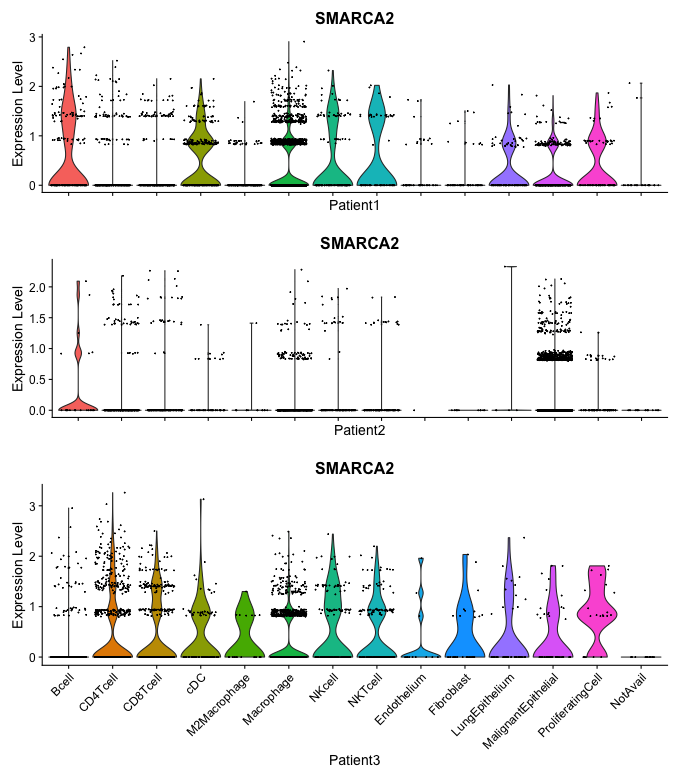 SMARCA2
Expression Level
3
2
1
0
Patient1
SMARCA2
Expression Level
2.0
1.5
1.0
0.5
0.0
Patient2
SMARCA2
Expression Level
3
2
1
0
Bcell
CD4Tcell
CD8Tcell
cDC
M2Macrophage
Macrophage
NKcell
NKTcell
Endothelium
Fibroblast
LungEpithelium
MalignantEpithelial
ProliferatingCell
NotAvail
Patient3